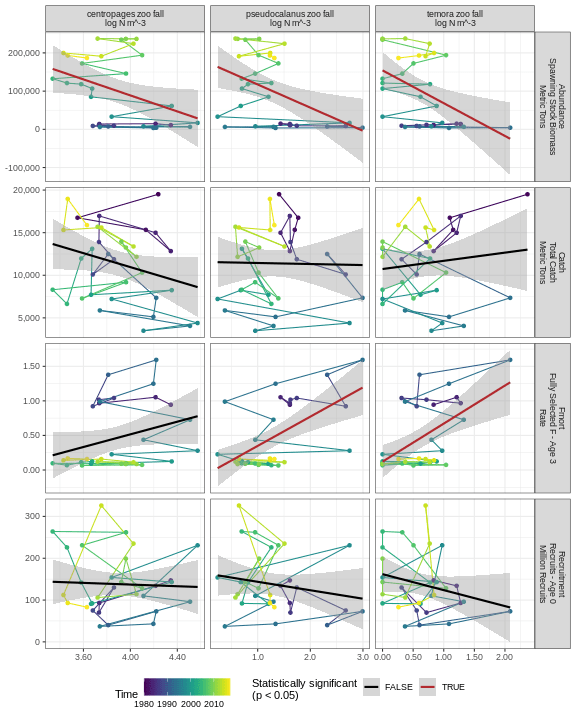 centropages zoo fall
log N m^-3
pseudocalanus zoo fall
log N m^-3
temora zoo fall
log N m^-3
200,000
100,000
0
-100,000
Abundance
Spawning Stock Biomass
Metric Tons
20,000
15,000
10,000
5,000
Catch
Total Catch
Metric Tons
1.50
1.00
0.50
0.00
Fmort
Fully Selected F - Age 3
Rate
300
200
100
0
Recruitment
Recruits - Age 0
Million Recruits
3.60 4.00 4.40
1.0 2.0 3.0
0.00 0.50 1.00 1.50 2.00
Time
1980 1990 2000 2010
Statistically significant
(p < 0.05)
FALSE
TRUE